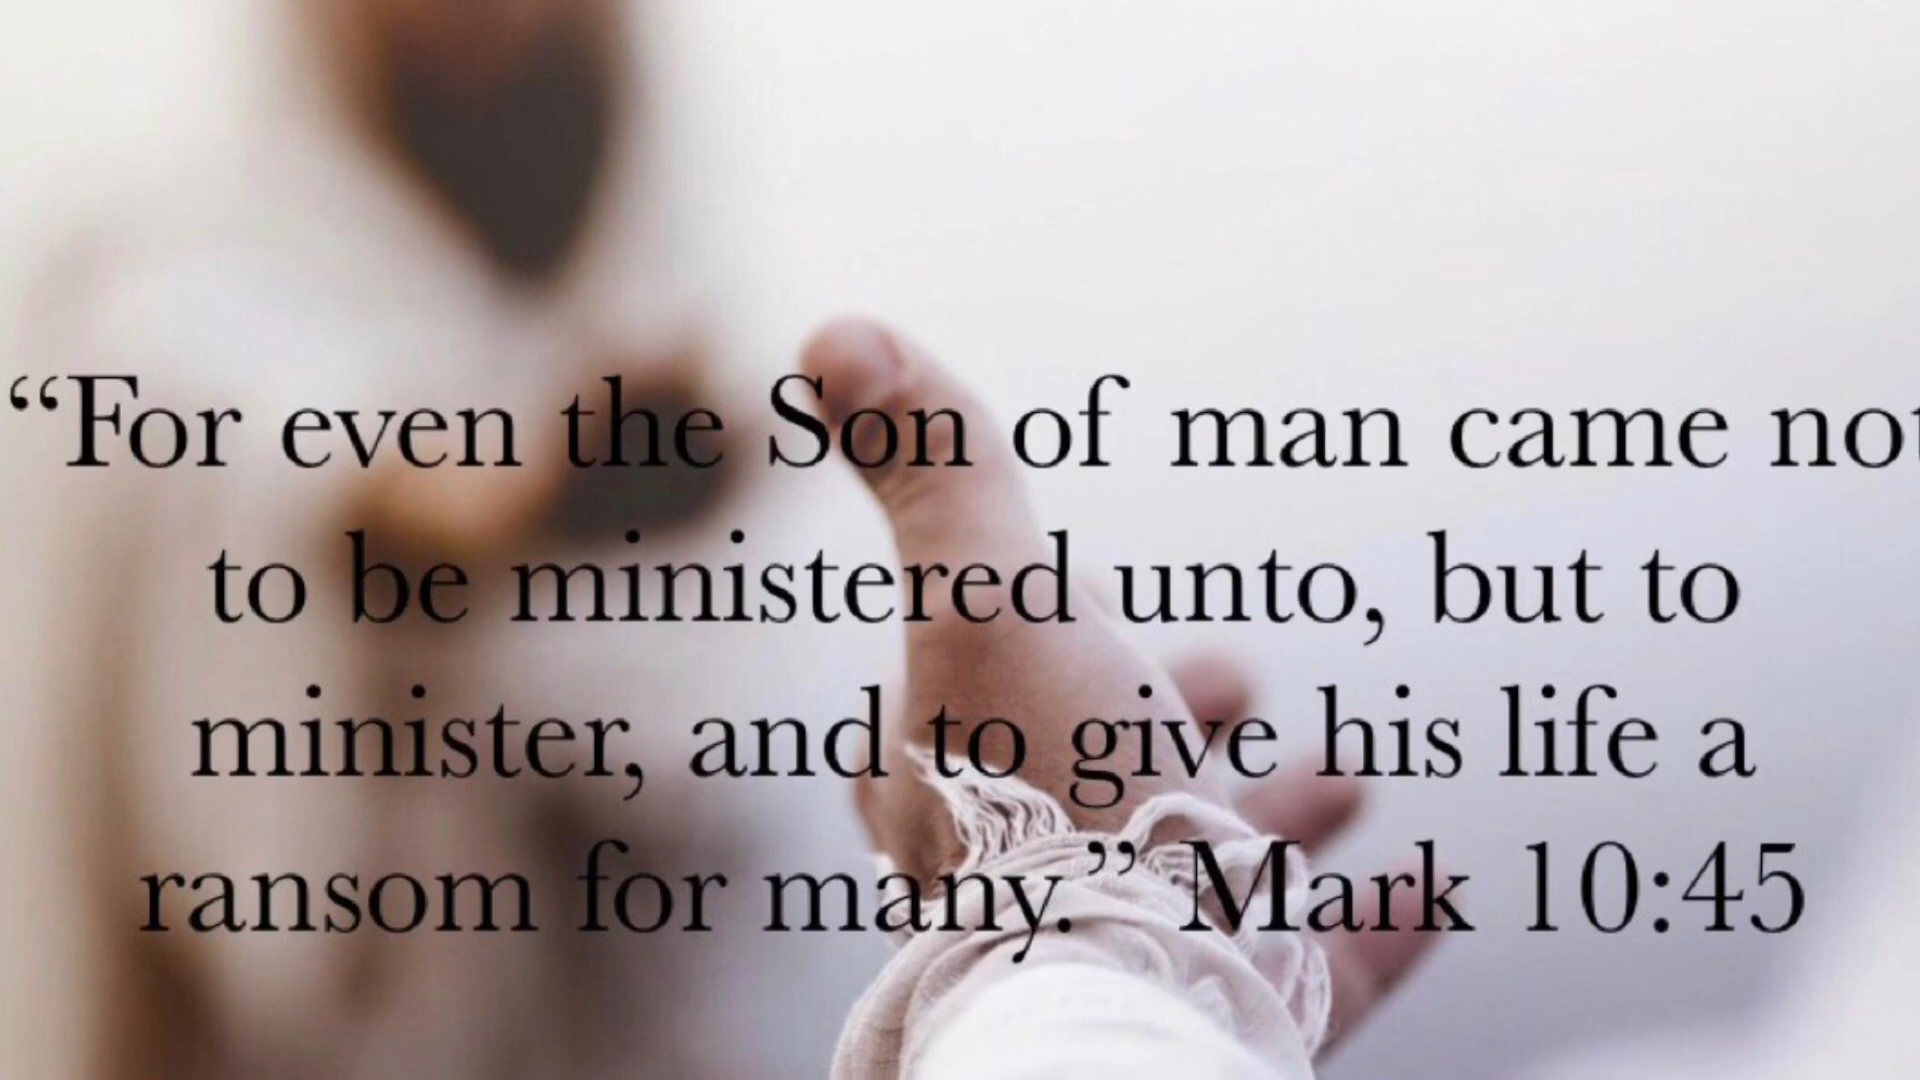 “For even the Son of man came not
to be ministered unto, but to
minister, and to give his life a
ransom for many.” Mark 10:45